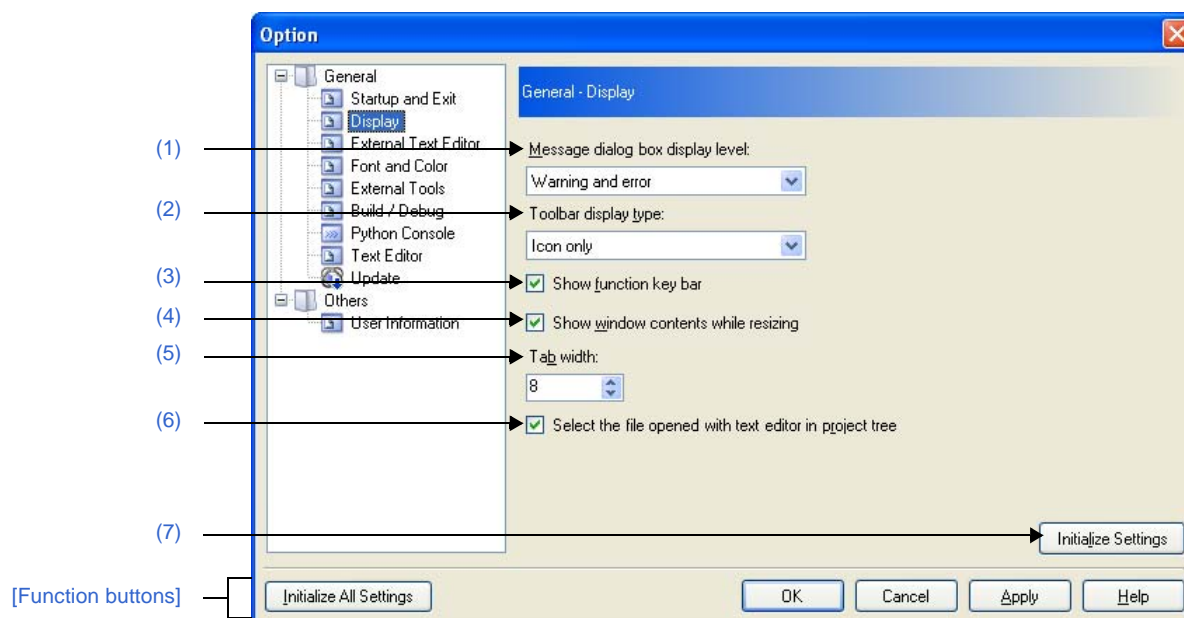 Option
General
Startup and Exit
Display
External Text Editor
Font and Color
External Tools
Build / Debug
Python Console
Text Editor
Update
Others
User Information
General - Display
(1)
Message dialog box display level:
Warning and error
(2)
Toolbar display type:
Icon only
(3)
Show function key bar
(4)
Show window contents while resizing
(5)
Tab width:
8
(6)
Select the file opened with text editor in project tree
(7)
Initialize Settings
[Function buttons]
Initialize All Settings
OK
Cancel
Apply
Help